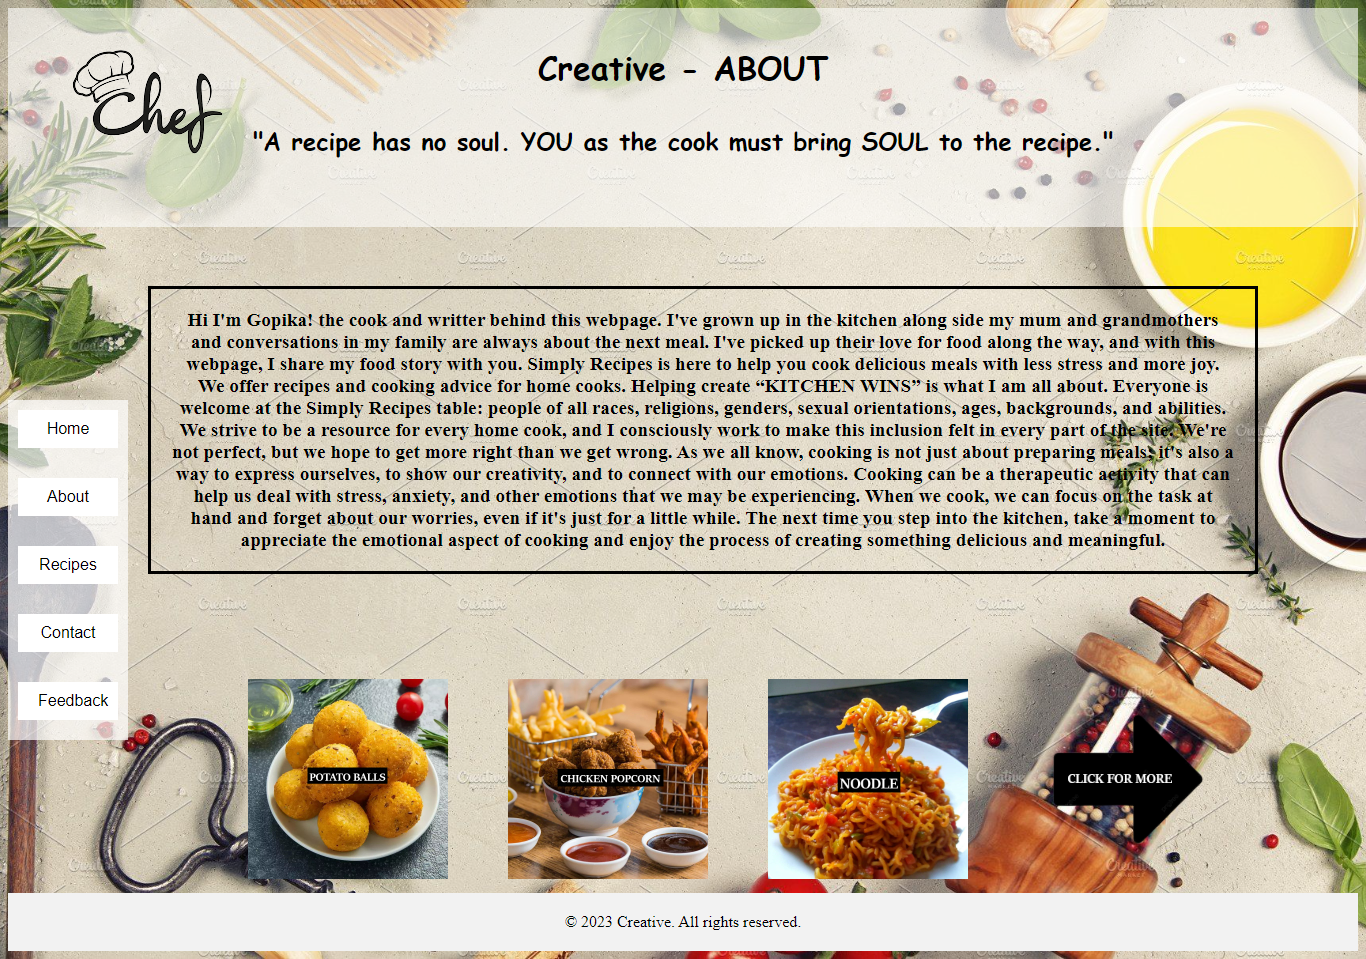 Chef
Creative - ABOUT
"A recipe has no soul. YOU as the cook must bring SOUL to the recipe."
Hi I'm Gopika! the cook and writter behind this webpage. I've grown up in the kitchen along side my mum and grandmothers
and conversations in my family are always about the next meal. I've picked up their love for food along the way, and with this
webpage, I share my food story with you. Simply Recipes is here to help you cook delicious meals with less stress and more joy.
We offer recipes and cooking advice for home cooks. Helping create “KITCHEN WINS” is what I am all about. Everyone is
welcome at the Simply Recipes table: people of all races, religions, genders, sexual orientations, ages, backgrounds, and abilities.
We strive to be a resource for every home cook, and I consciously work to make this inclusion felt in every part of the site. We're
not perfect, but we hope to get more right than we get wrong. As we all know, cooking is not just about preparing meals; it's also a
way to express ourselves, to show our creativity, and to connect with our emotions. Cooking can be a therapeutic activity that can
help us deal with stress, anxiety, and other emotions that we may be experiencing. When we cook, we can focus on the task at
hand and forget about our worries, even if it's just for a little while. The next time you step into the kitchen, take a moment to
appreciate the emotional aspect of cooking and enjoy the process of creating something delicious and meaningful.
Home
About
Recipes
Contact
Feedback
POTATO BALLS
CHICKEN POPCORN
NOODLE
CLICK FOR MORE
© 2023 Creative. All rights reserved.